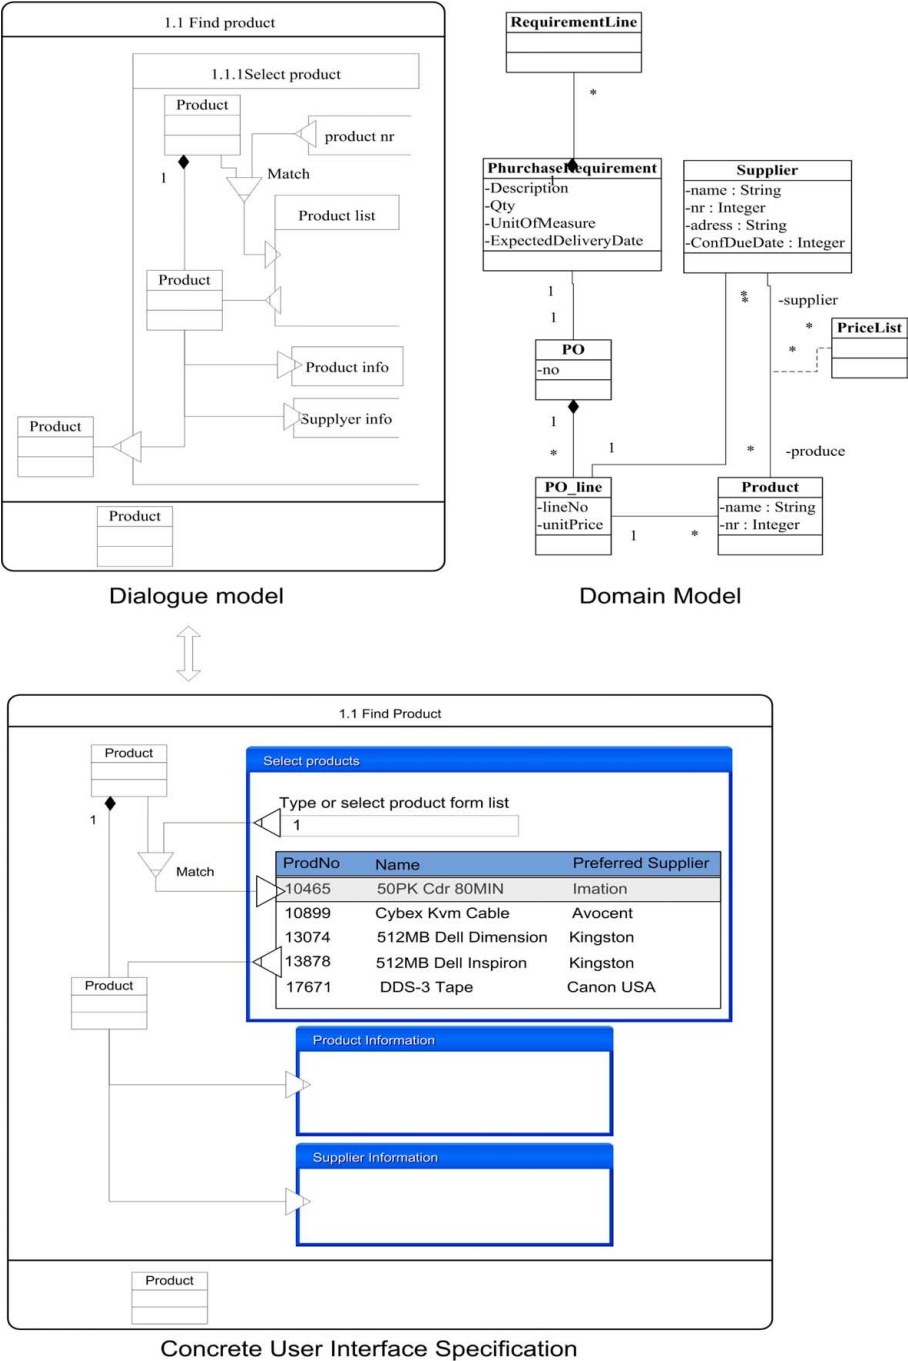 1.1 Find product
1.1.1Select product
Product
product nr
1
Match
Product list
Product
Product info
Supplyer info
Product
Product
Dialogue model
RequirementLine
*
PhurchaseRequirement
1
-Description
-Qty
-UnitOfMeasure
-ExpectedDeliveryDate
Supplier
-name : String
-nr : Integer
-adress : String
-ConfDueDate : Integer
1
1
*
*
-supplier
*
*
PriceList
PO
-no
1
*
1
*
-produce
PO_line
-lineNo
-unitPrice
Product
-name : String
-nr : Integer
1
*
Domain Model
1.1 Find Product
Product
1
Match
Select products
Type or select product form list
1
ProdNo Name Preferred Supplier
10465 50PK Cdr 80MIN Imation
10899 Cybex Kvm Cable Avocent
13074 512MB Dell Dimension Kingston
13878 512MB Dell Inspiron Kingston
17671 DDS-3 Tape Canon USA
Product
Product Information
Supplier Information
Product
Concrete User Interface Specification